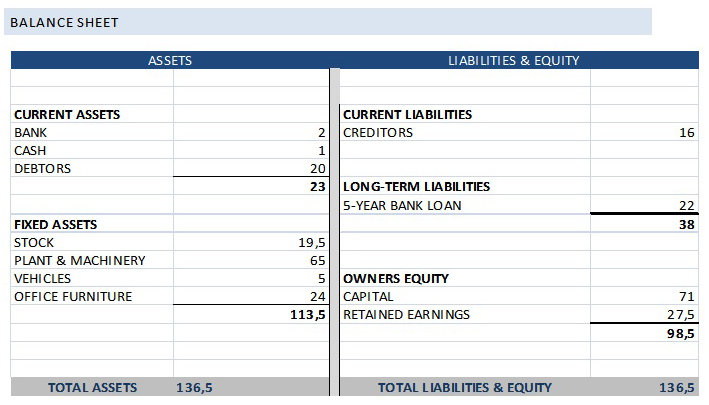 BALANCE SHEET
ASSETS LIABILITIES & EQUITY
CURRENT ASSETS CURRENT LIABILITIES
BANK 2 CREDITORS 16
CASH 1
DEBTORS 20
23 LONG-TERM LIABILITIES
5-YEAR BANK LOAN 22
FIXED ASSETS 38
STOCK 19,5
PLANT & MACHINERY 65
VEHICLES 5 OWNERS EQUITY
OFFICE FURNITURE 24 CAPITAL 71
113,5 RETAINED EARNINGS 27,5
98,5
TOTAL ASSETS 136,5 TOTAL LIABILITIES & EQUITY 136,5